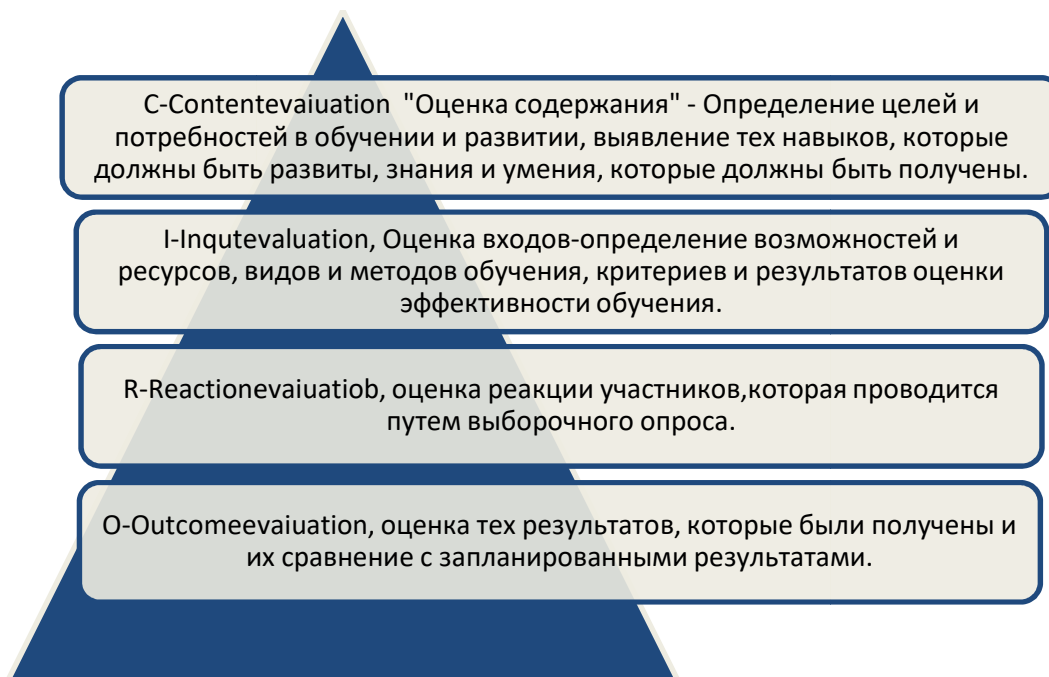 C-Contentevaiuation "Оценка содержания" - Определение целей и
потребностей в обучении и развитии, выявление тех навыков, которые
должны быть развиты, знания и умения, которые должны быть получены.
I-Inqutevaluation, Оценка входов-определение возможностей и
ресурсов, видов и методов обучения, критериев и результатов оценки
эффективности обучения.
R-Reactionevaiuatiob, оценка реакции участников,которая проводится
путем выборочного опроса.
O-Outcomeevaiuation, оценка тех результатов, которые были получены и
их сравнение с запланированными результатами.